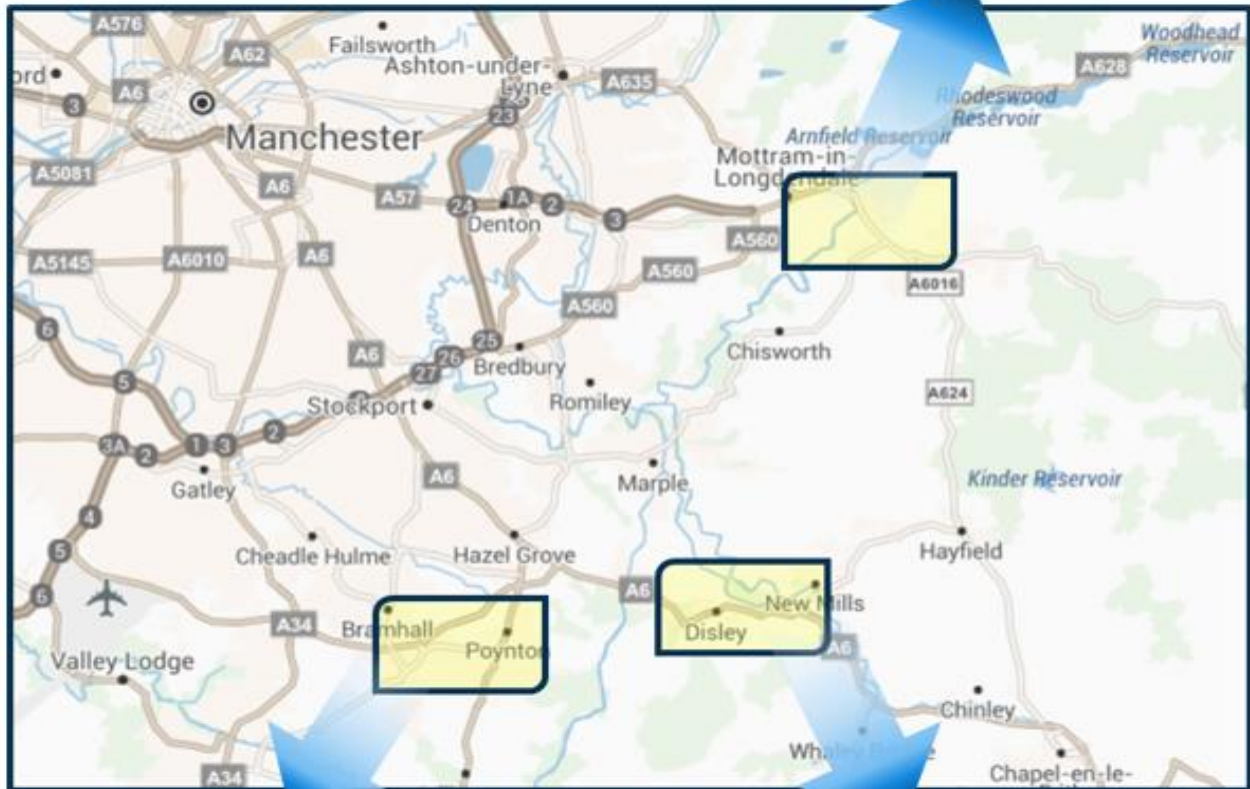 A576
A62
Failsworth
Ashton-under-
Lyne
Woodhead
Reservoir
A628
ord
A6
3
A635
23
Rhodeswood
Reservoir
Manchester
Arnfield Reservoir
Mottram-in-
Longdendale
A5081
A6
A57
24
1A
2
3
Denton
A560
A5145
A6010
A6
A560
A6016
A560
6
A6
25
26
27
Bredbury
Chisworth
5
Stockport
Romiley
A624
3A
2
1
3
2
Gatley
A6
Marple
Kinder Reservoir
4
5
6
Cheadle Hulme
Hazel Grove
Hayfield
A6
New Mills
A34
Bramhall
Poynton
Disley
A6
Valley Lodge
Chinley
A34
Chapel-en-le-